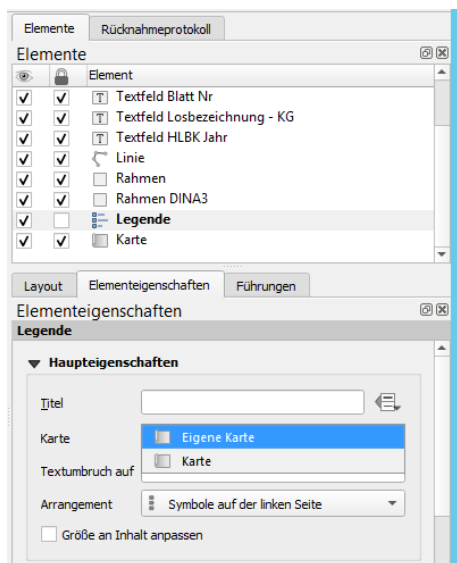 Elemente Rücknahmeprotokoll
Elemente
Element
T Textfeld Blatt Nr
T Textfeld Losbezeichnung - KG
T Textfeld HLBK Jahr
Linie
Rahmen
Rahmen DINA3
Legende
Karte
Layout Elementeigenschaften Führungen
Elementeigenschaften
Legende
Haupteigenschaften
Titel
Karte Eigene Karte
Karte
Textumbruch auf
Arrangement Symbole auf der linken Seite
Größe an Inhalt anpassen